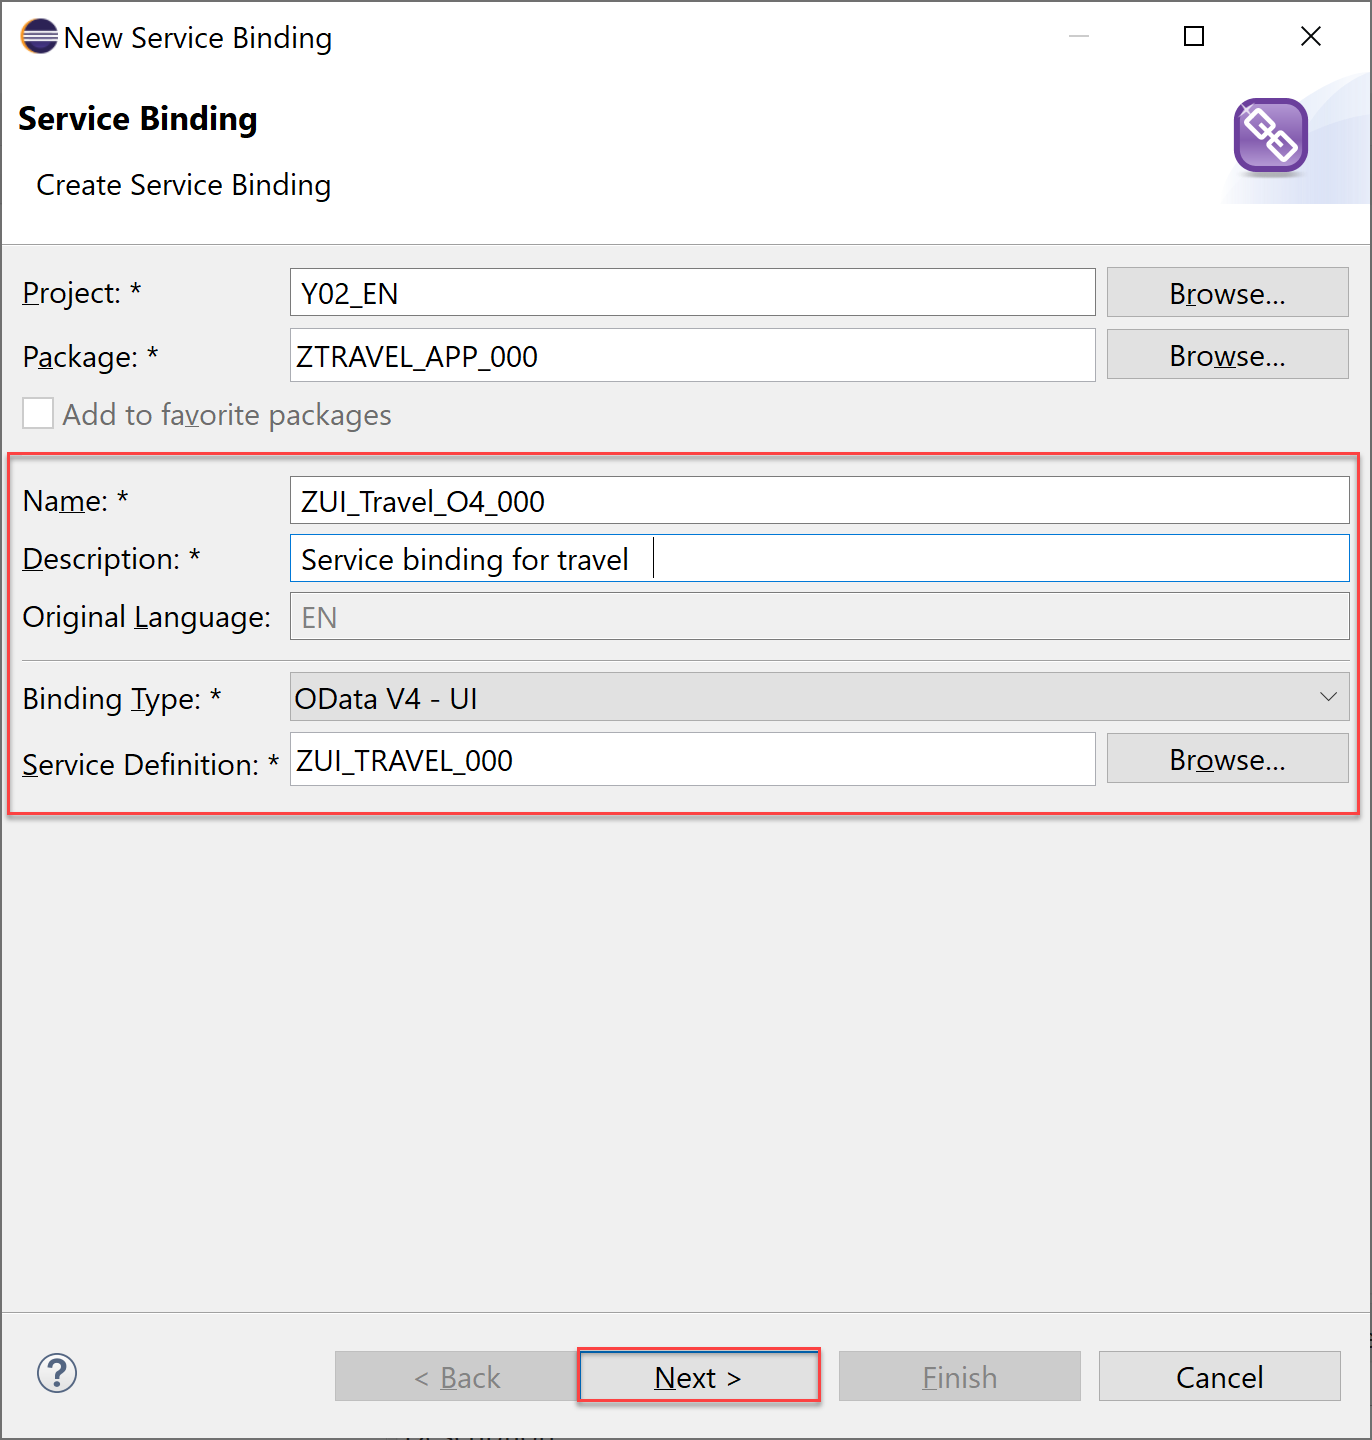 New Service Binding
Service Binding
Create Service Binding
Project: * Y02_EN Browse...
Package: * ZTRAVEL_APP_000 Browse...
Add to favorite packages
Name: * ZUI_Travel_O4_000
Description: * Service binding for travel
Original Language: EN
Binding Type: * OData V4 - UI
Service Definition: * ZUI_TRAVEL_000 Browse...
? < Back Next > Finish Cancel